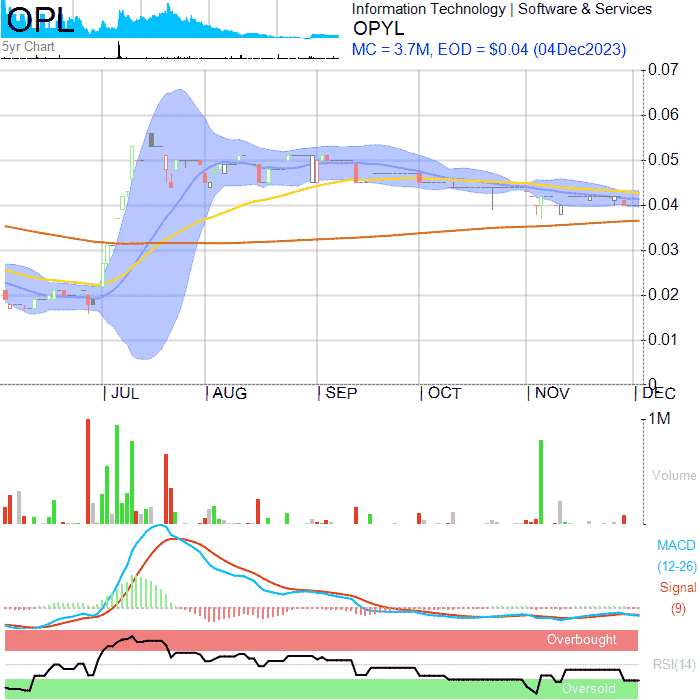 OPL
5yr Chart
Information Technology | Software & Services
OPYL
MC = 3.7M, EOD = $0.04 (04Dec2023)
0.07
0.06
0.05
0.04
0.03
0.02
0.01
0
JUL AUG SEP OCT NOV DEC
1M
Volume
MACD
(12-26)
Signal
(9)
Overbought
RSI(14)
Oversold